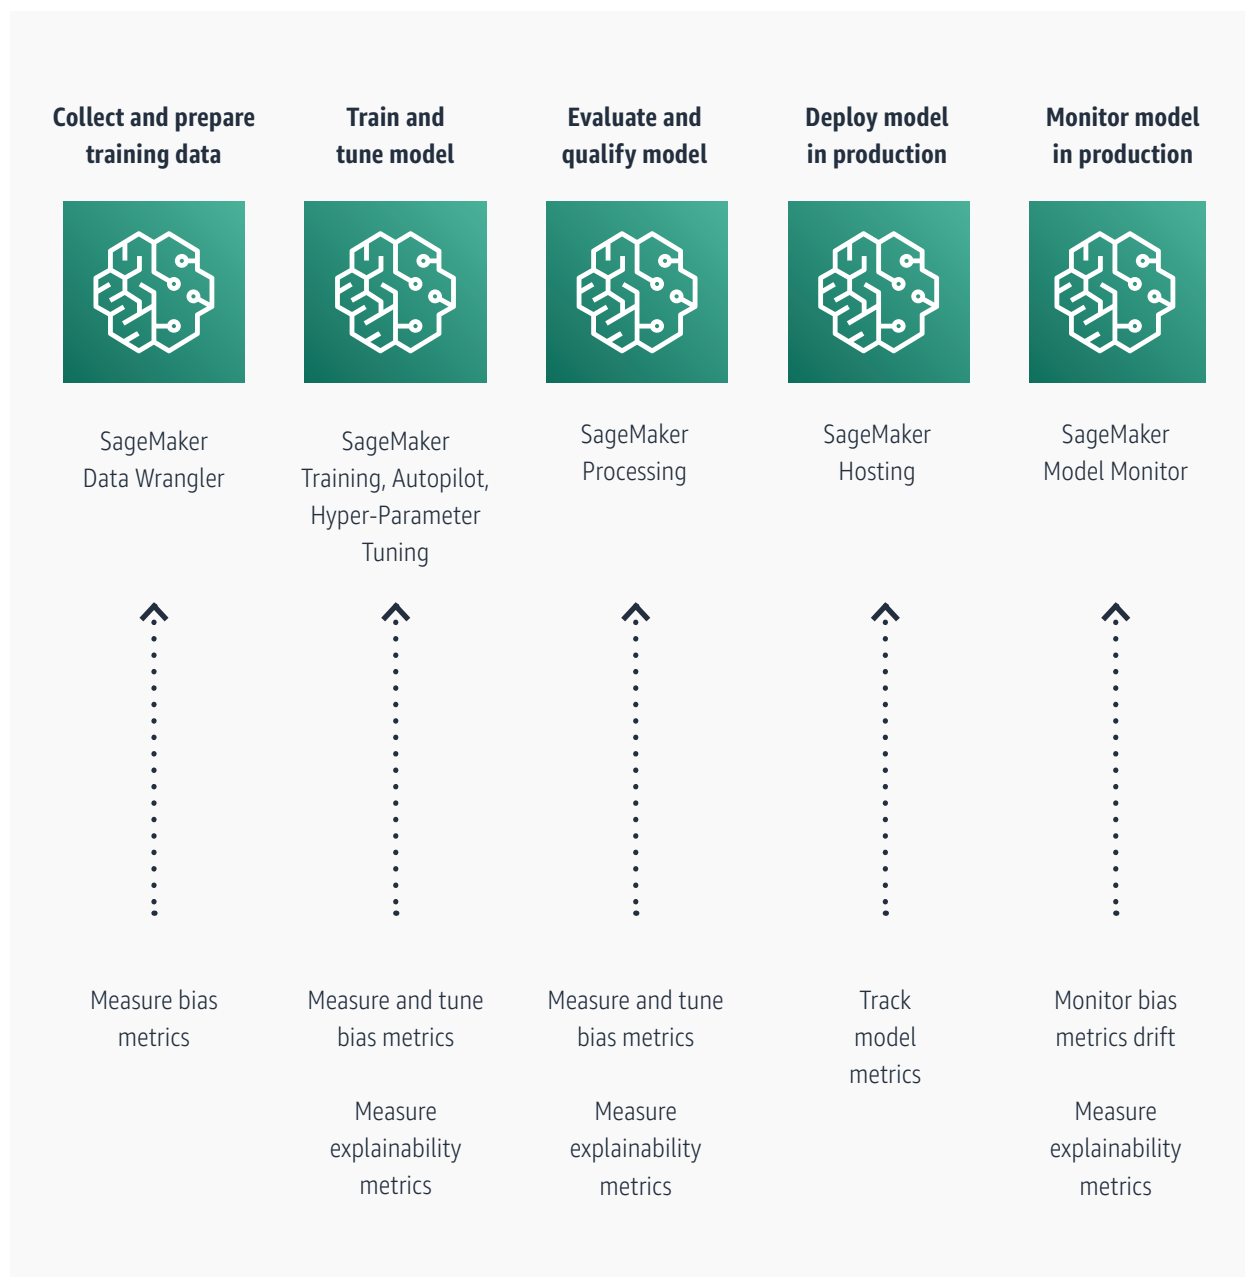 Collect and prepare
training data
Train and
tune model
Evaluate and
qualify model
Deploy model
in production
Monitor model
in production
SageMaker
Data Wrangler
SageMaker
Training, Autopilot,
Hyper-Parameter
Tuning
SageMaker
Processing
SageMaker
Hosting
SageMaker
Model Monitor
Measure bias
metrics
Measure and tune
bias metrics
Measure
explainability
metrics
Measure and tune
bias metrics
Measure
explainability
metrics
Track
model
metrics
Monitor bias
metrics drift
Measure
explainability
metrics